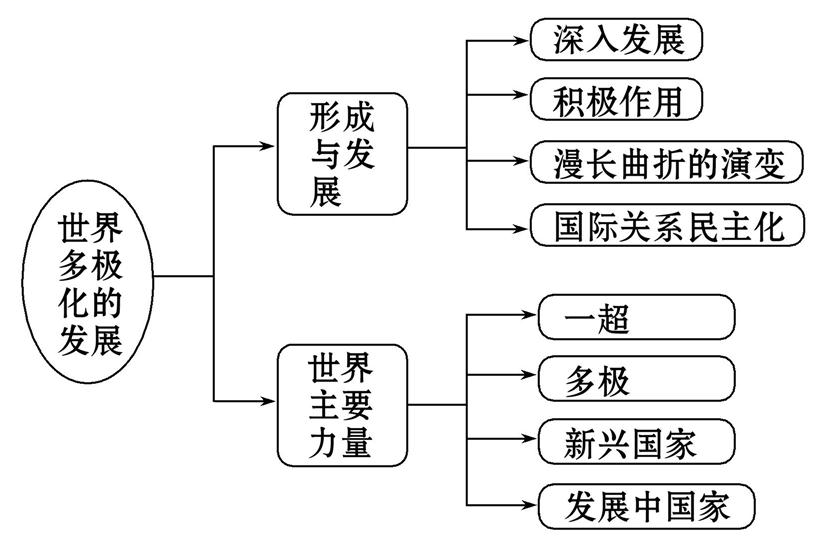 世界
多极
化的
发展
形成
与发
展
深入发展
积极作用
漫长曲折的演变
国际关系民主化
世界
主要
力量
一超
多极
新兴国家
发展中国家